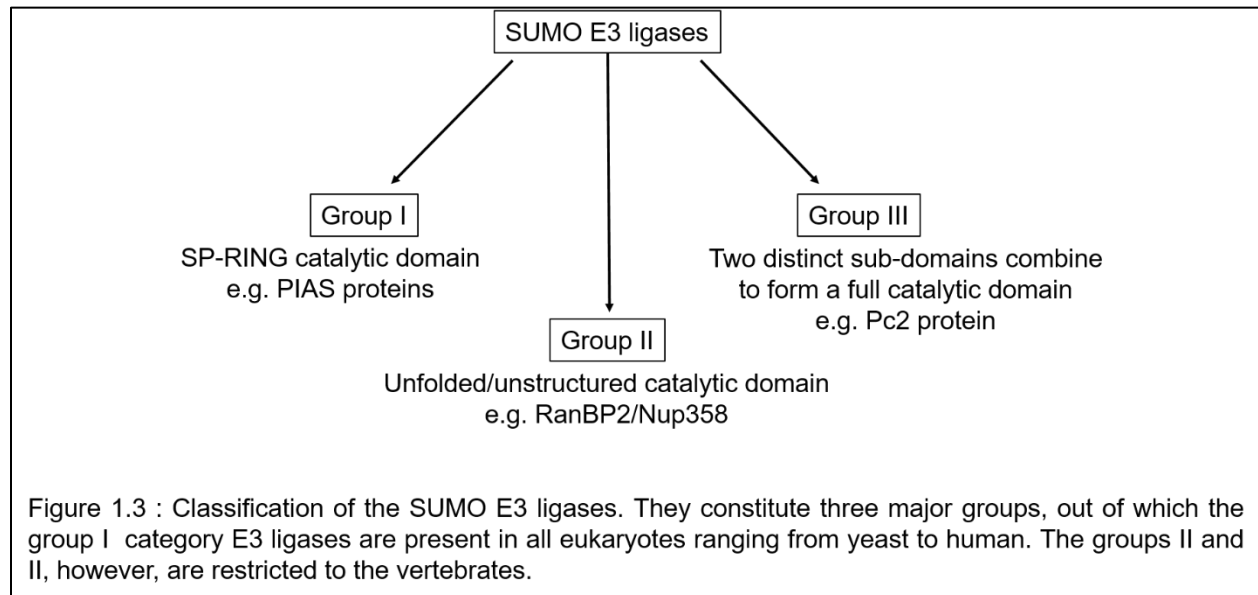 SUMO E3 ligases
Group I
SP-RING catalytic domain
e.g. PIAS proteins
Group II
Unfolded/unstructured catalytic domain
e.g. RanBP2/Nup358
Group III
Two distinct sub-domains combine
to form a full catalytic domain
e.g. Pc2 protein
Figure 1.3 : Classification of the SUMO E3 ligases. They constitute three major groups, out of which the
group I category E3 ligases are present in all eukaryotes ranging from yeast to human. The groups II and
II, however, are restricted to the vertebrates.